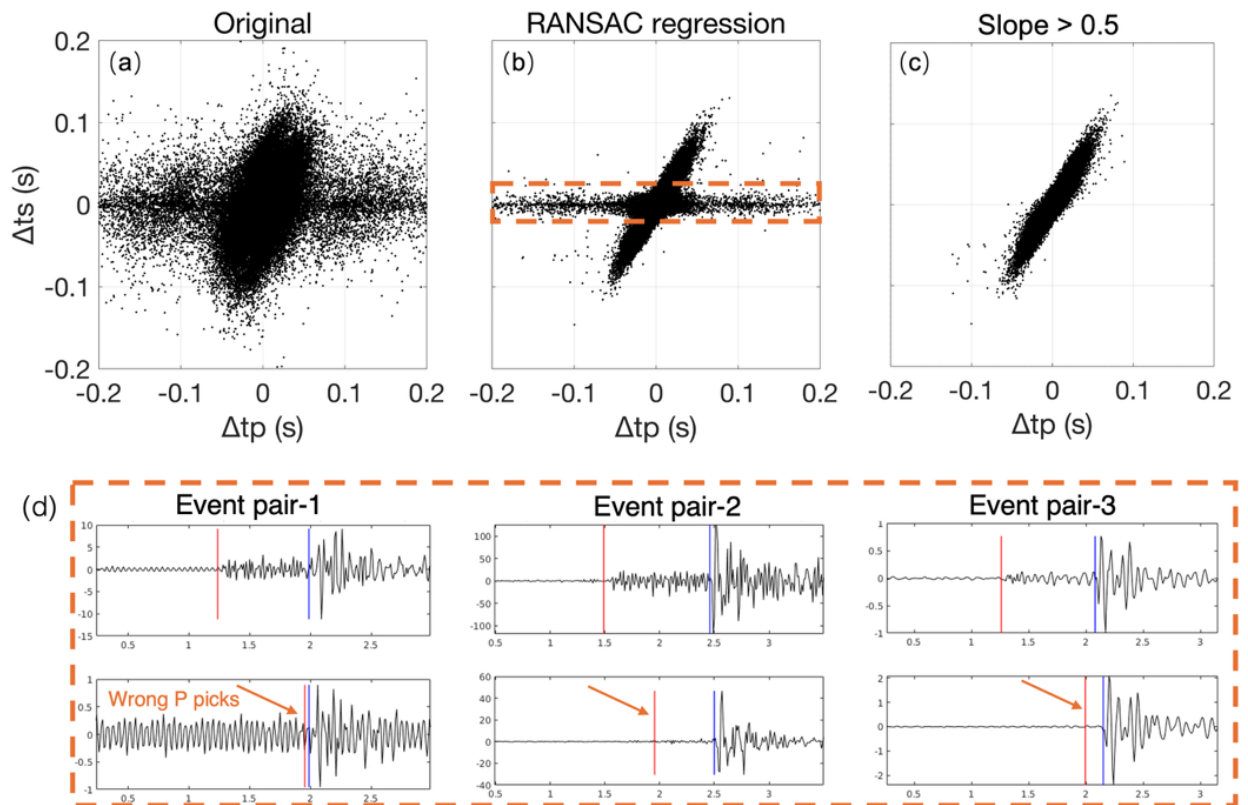 Original
RANSAC regression
Slope > 0.5
(a)
(b)
(c)
0.2
0.1
0
-0.1
-0.2
Δts (s)
-0.2 -0.1 0 0.1 0.2
-0.2 -0.1 0 0.1 0.2
-0.2 -0.1 0 0.1 0.2
Δtp (s)
Δtp (s)
Δtp (s)
(d)
Event pair-1
Event pair-2
Event pair-3
10
5
0
-5
-10
-15
0.5 1 1.5 2 2.5
100
50
0
-50
-100
0.5 1 1.5 2 2.5 3
1
0.5
0
-0.5
-1
0.5 1 1.5 2 2.5 3
Wrong P picks
1
0.5
0
-0.5
-1
0.5 1 1.5 2 2.5
60
40
20
0
-20
-40
0.5 1 1.5 2 2.5 3
2
1
0
-1
-2
0.5 1 1.5 2 2.5 3